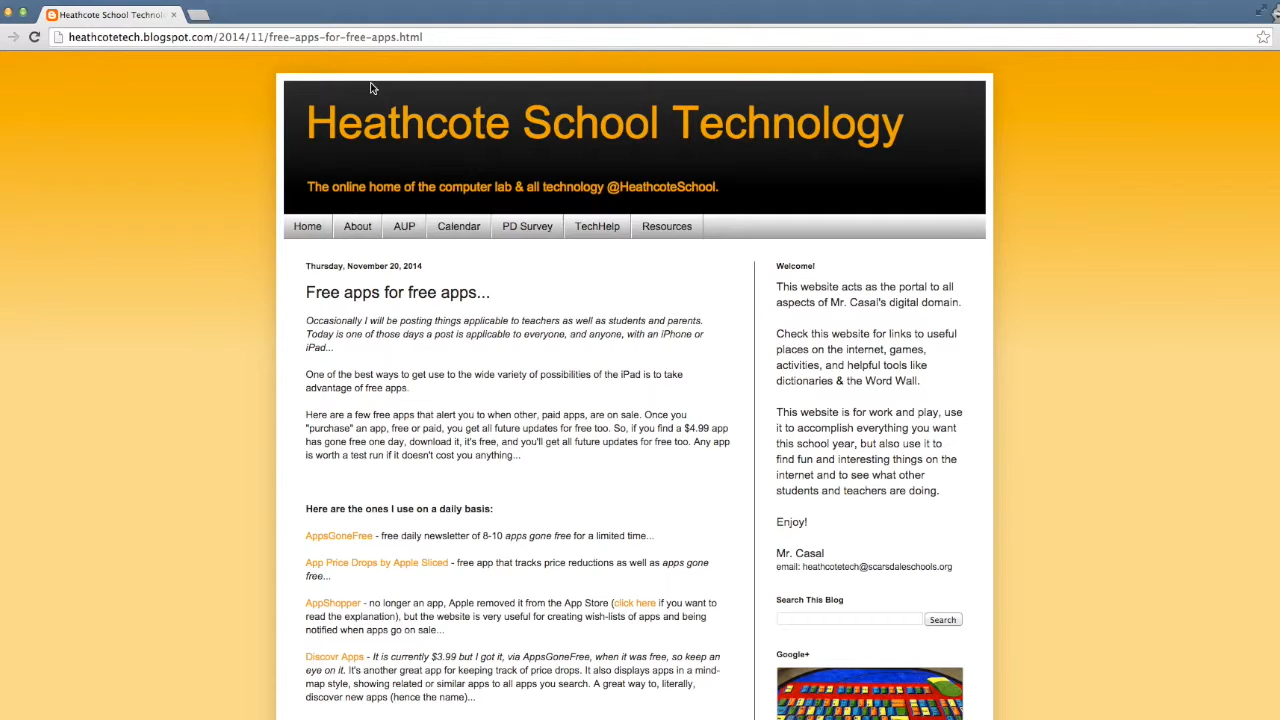 Heathcote School Technol
heathcotetech.blogspot.com/2014/11/free-apps-for-free-apps.html
Heathcote School Technology
The online home of the computer lab & all technology @HeathcoteSchool.
Home About AUP Calendar PD Survey TechHelp Resources
Thursday, November 20, 2014
Free apps for free apps...
Occasionally I will be posting things applicable to teachers as well as students and parents.
Today is one of those days a post is applicable to everyone, and anyone, with an iPhone or
iPad...
One of the best ways to get use to the wide variety of possibilities of the iPad is to take
advantage of free apps.
Here are a few free apps that alert you to when other, paid apps, are on sale. Once you
"purchase" an app, free or paid, you get all future updates for free too. So, if you find a $4.99 app
has gone free one day, download it, it's free, and you'll get all future updates for free too. Any app
is worth a test run if it doesn't cost you anything...
Here are the ones I use on a daily basis:
AppsGoneFree - free daily newsletter of 8-10 apps gone free for a limited time...
App Price Drops by Apple Sliced - free app that tracks price reductions as well as apps gone
free...
AppShopper - no longer an app, Apple removed it from the App Store (click here if you want to
read the explanation), but the website is very useful for creating wish-lists of apps and being
notified when apps go on sale...
Discovr Apps - It is currently $3.99 but I got it, via AppsGoneFree, when it was free, so keep an
eye on it. It's another great app for keeping track of price drops. It also displays apps in a mind-
map style, showing related or similar apps to all apps you search. A great way to, literally,
discover new apps (hence the name)...
Welcome!
This website acts as the portal to all
aspects of Mr. Casal's digital domain.
Check this website for links to useful
places on the internet, games,
activities, and helpful tools like
dictionaries & the Word Wall.
This website is for work and play, use
it to accomplish everything you want
this school year, but also use it to
find fun and interesting things on the
internet and to see what other
students and teachers are doing.
Enjoy!
Mr. Casal
email: heathcotetech@scarsdaleschools.org
Search This Blog
Search
Google+